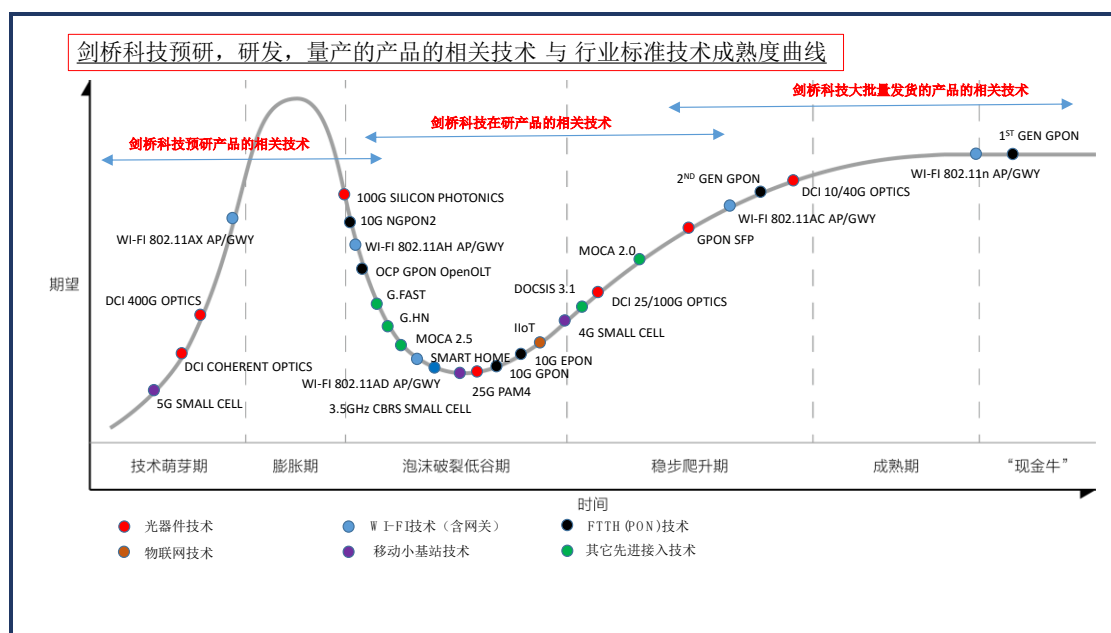 剑桥科技预研，研发，量产的产品的相关技术 与 行业标准技术成熟度曲线
剑桥科技大批量发货的产品的相关技术
剑桥科技在研产品的相关技术
剑桥科技预研产品的相关技术
1ST GEN GPON
WI-FI 802.11n AP/GWY
2ND GEN GPON
DCI 10/40G OPTICS
100G SILICON PHOTONICS
WI-FI 802.11AC AP/GWY
10G NGPON2
GPON SFP
WI-FI 802.11AX AP/GWY
WI-FI 802.11AH AP/GWY
MOCA 2.0
OCP GPON OpenOLT
期望
DOCSIS 3.1
G.FAST
DCI 400G OPTICS
DCI 25/100G OPTICS
G.HN
IIoT
4G SMALL CELL
MOCA 2.5
SMART HOME
10G EPON
DCI COHERENT OPTICS
10G GPON
WI-FI 802.11AD AP/GWY
25G PAM4
5G SMALL CELL
3.5GHz CBRS SMALL CELL
技术萌芽期
膨胀期
泡沫破裂低谷期
稳步爬升期
成熟期
“现金牛”
时间
光器件技术
WI-FI技术（含网关）
FTTH(PON)技术
物联网技术
移动小基站技术
其它先进接入技术